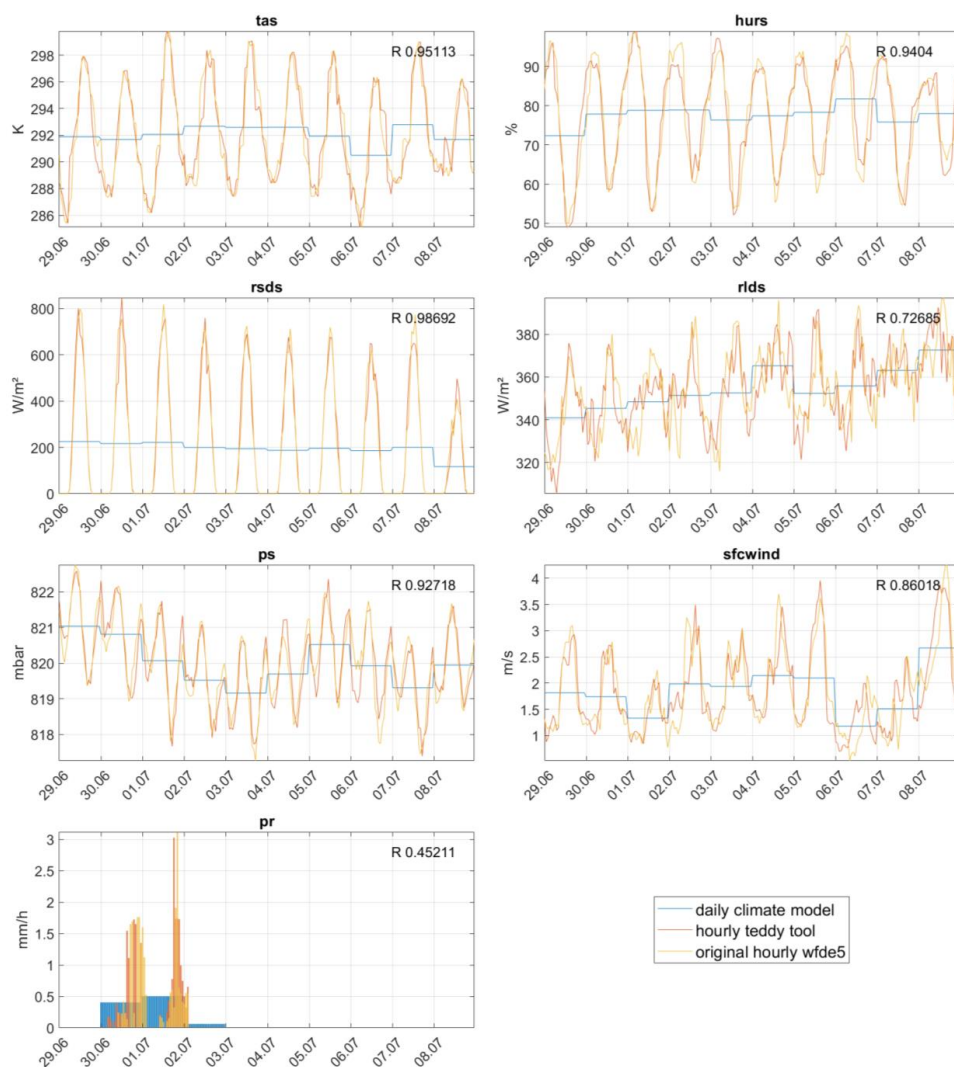 tas
R 0.95113
K
298
296
294
292
290
288
286
29.06 30.06 01.07 02.07 03.07 04.07 05.07 06.07 07.07 08.07
hurs
R 0.9404
%
90
80
70
60
50
29.06 30.06 01.07 02.07 03.07 04.07 05.07 06.07 07.07 08.07
rsds
R 0.98692
W/m²
800
600
400
200
0
29.06 30.06 01.07 02.07 03.07 04.07 05.07 06.07 07.07 08.07
rlds
R 0.72685
W/m²
380
360
340
320
29.06 30.06 01.07 02.07 03.07 04.07 05.07 06.07 07.07 08.07
ps
R 0.92718
mbar
822
821
820
819
818
29.06 30.06 01.07 02.07 03.07 04.07 05.07 06.07 07.07 08.07
sfcwind
R 0.86018
m/s
4
3.5
3
2.5
2
1.5
1
29.06 30.06 01.07 02.07 03.07 04.07 05.07 06.07 07.07 08.07
pr
R 0.45211
mm/h
3
2.5
2
1.5
1
0.5
0
29.06 30.06 01.07 02.07 03.07 04.07 05.07 06.07 07.07 08.07
daily climate model
hourly teddy tool
original hourly wfde5